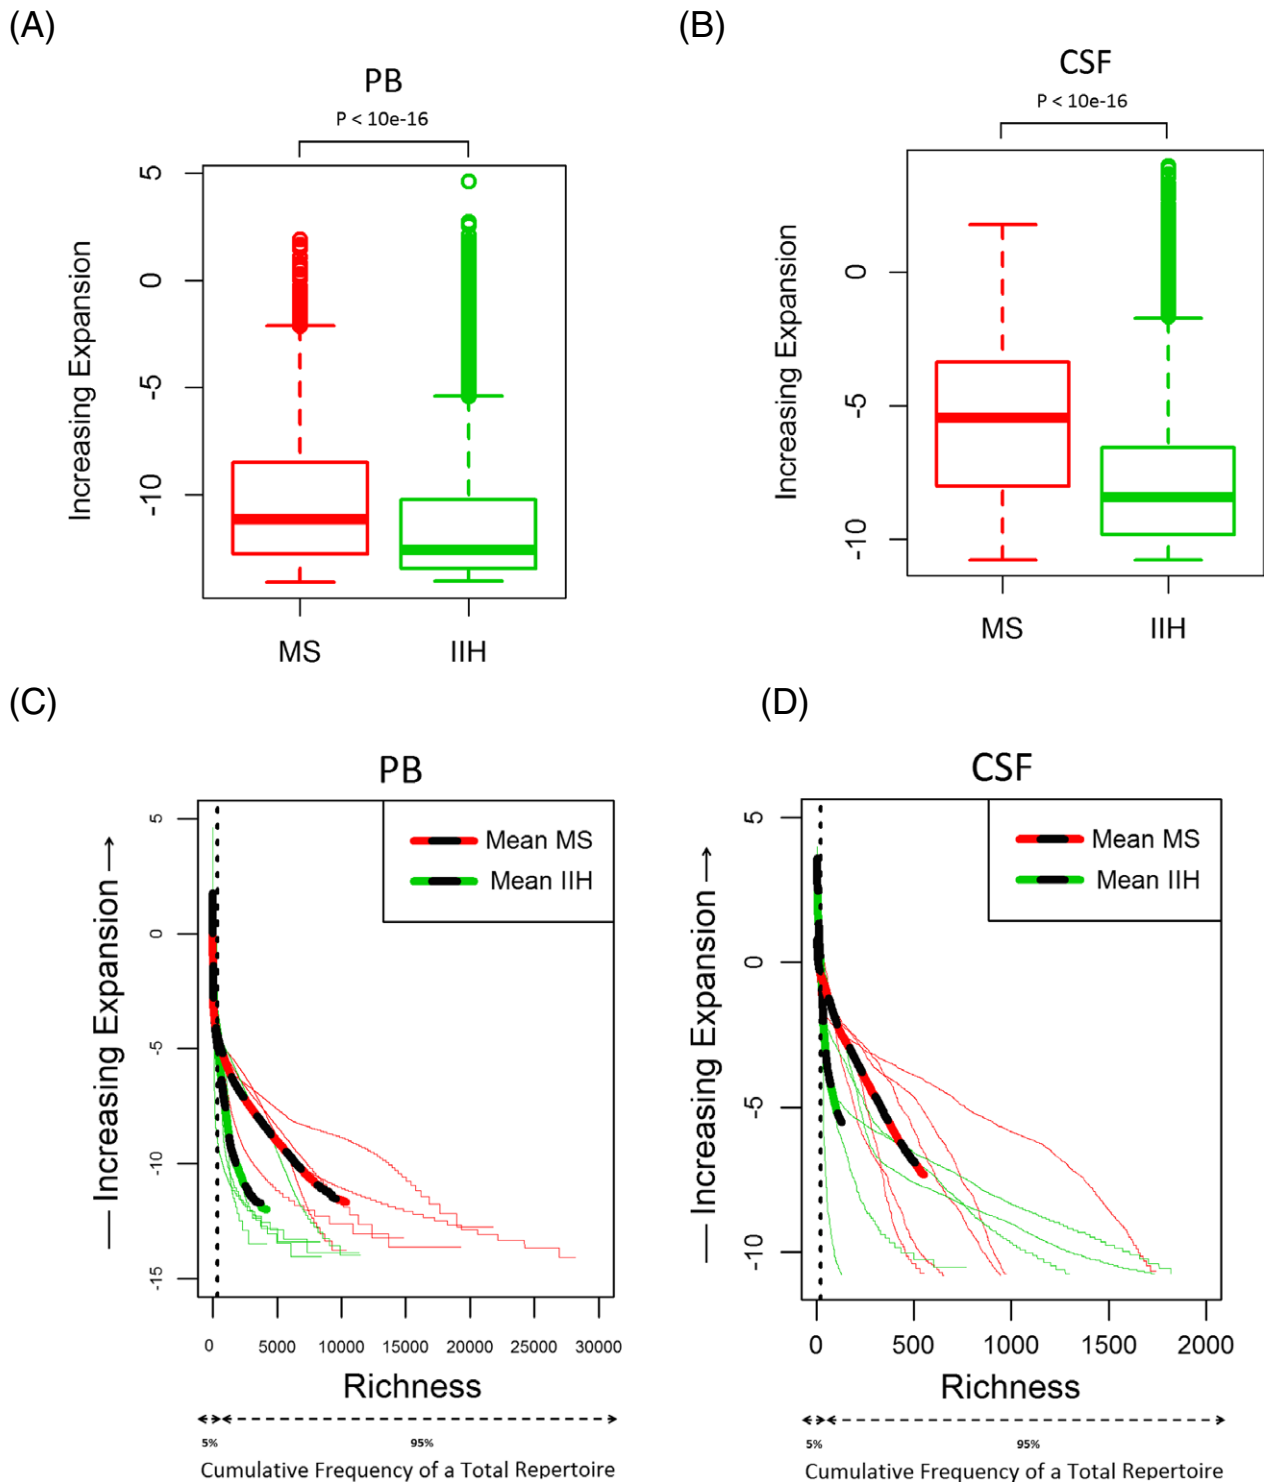 (A)
PB
P < 10e-16
Increasing Expansion
5
0
-5
-10
MS
IIH
(B)
CSF
P < 10e-16
Increasing Expansion
0
-5
-10
MS
IIH
(C)
PB
Mean MS
Mean IIH
— Increasing Expansion →
5
0
-5
-10
-15
0 5000 10000 15000 20000 25000 30000
Richness
5% 95%
Cumulative Frequency of a Total Repertoire
(D)
CSF
Mean MS
Mean IIH
— Increasing Expansion →
5
0
-5
-10
0 500 1000 1500 2000
Richness
5% 95%
Cumulative Frequency of a Total Repertoire